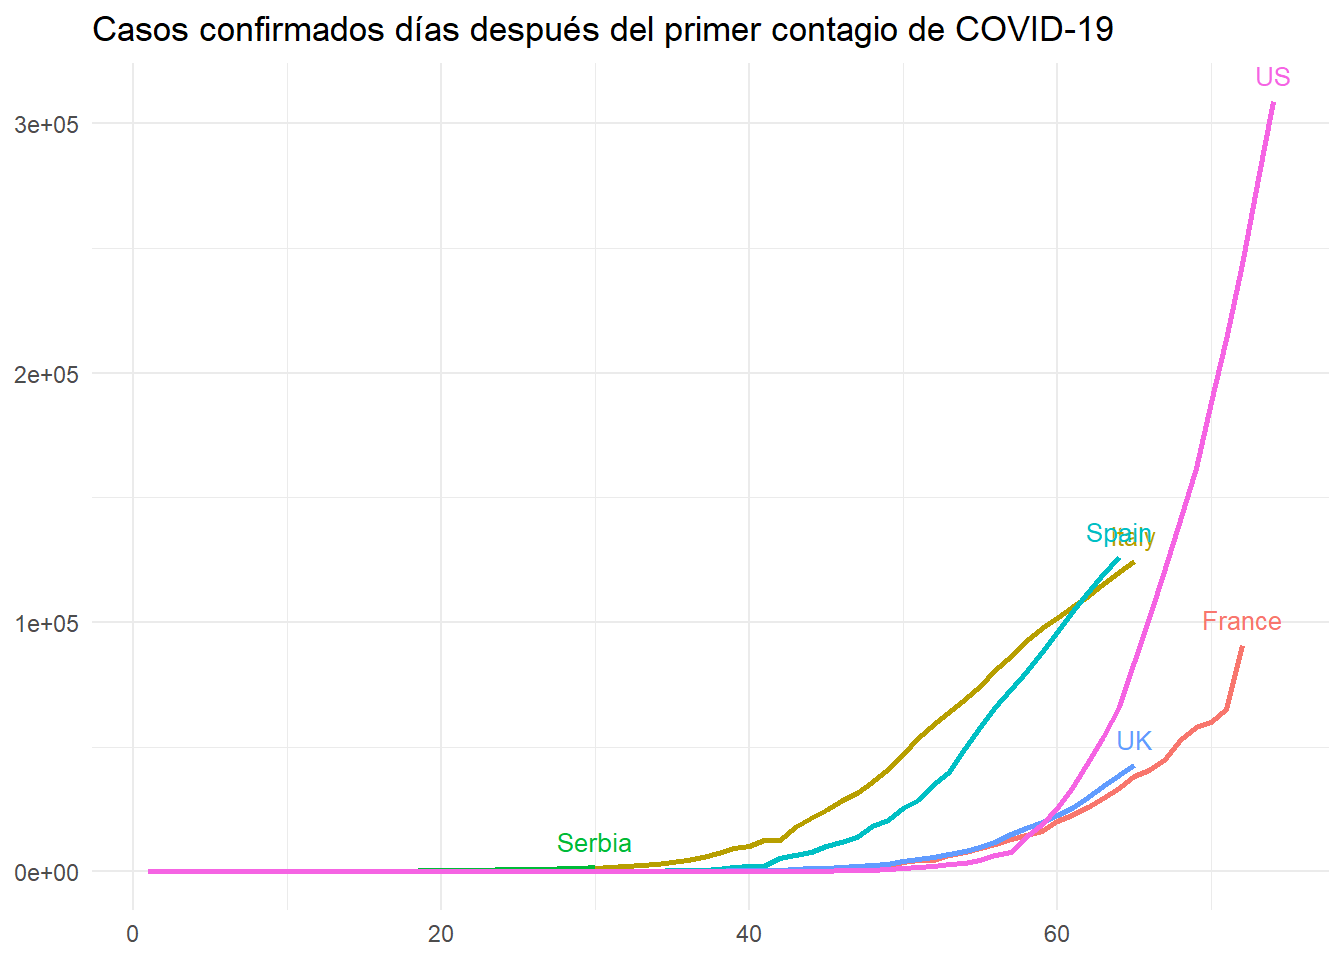 Casos confirmados días después del primer contagio de COVID-19
US
3e+05
2e+05
Spain
Italy
1e+05
France
UK
Serbia
0e+00
0
20
40
60